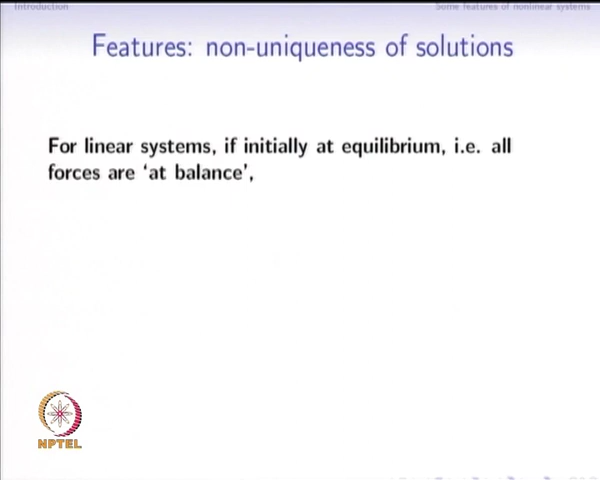 Introduction
Some features of nonlinear systems
Features: non-uniqueness of solutions
For linear systems, if initially at equilibrium, i.e. all
forces are ‘at balance’,
NPTEL